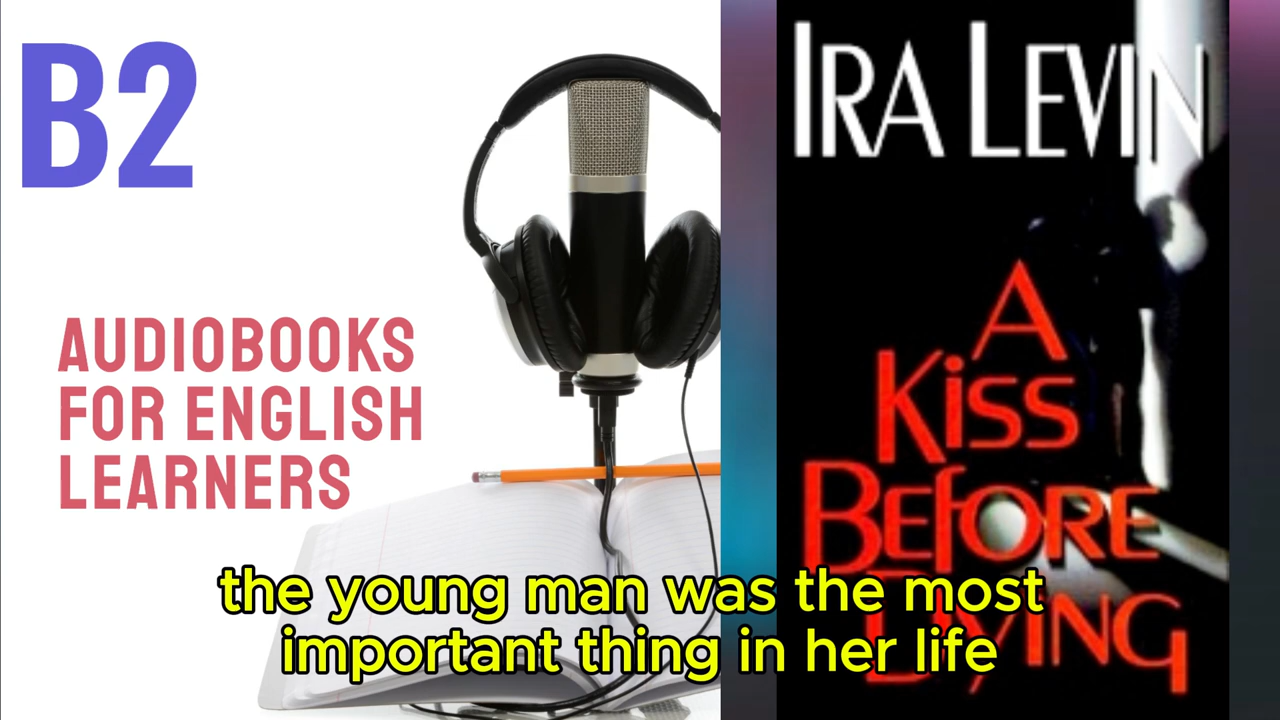 B2
AUDIOBOOKS
FOR ENGLISH
LEARNERS
IRA LEVIN
A
KISS
BEFORE
DYING
the young man was the most
important thing in her life